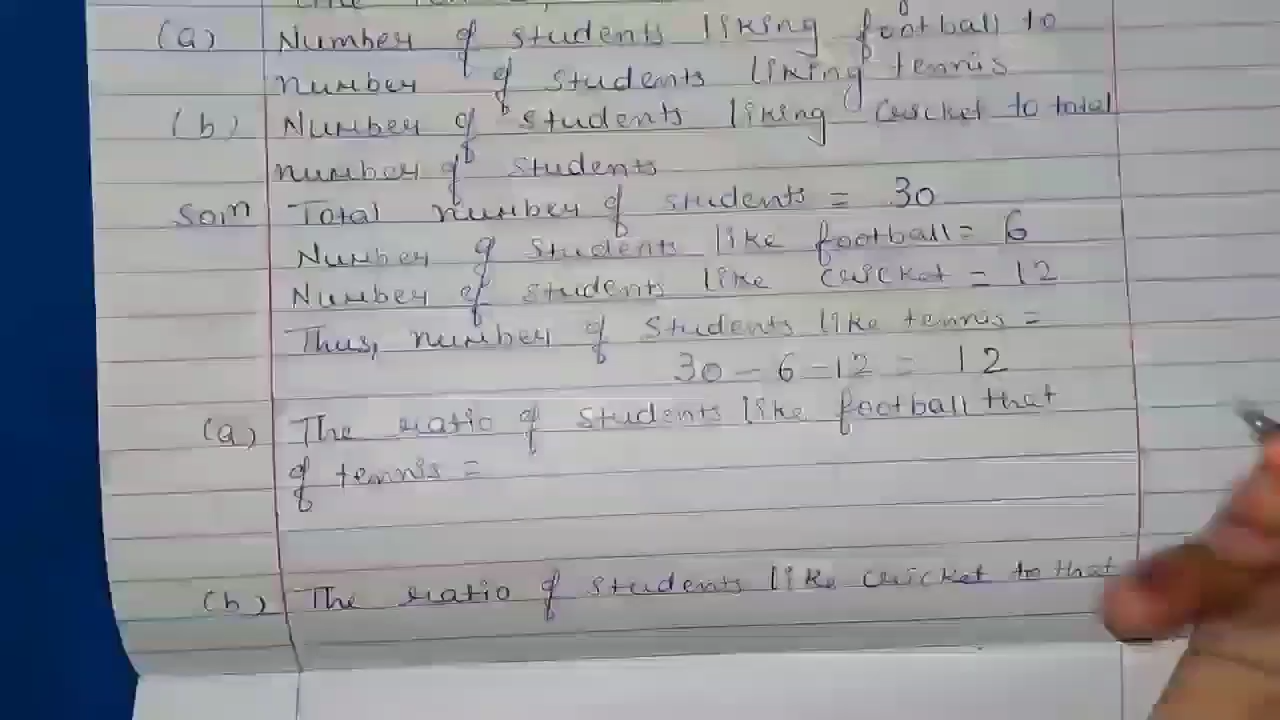 (a) Number of students liking football to
number of students liking tennis
(b) Number of students liking cricket to total
number of students
Soln Total number of students = 30
Number of students like football = 6
Number of students like cricket = 12
Thus, number of students like tennis =
30 - 6 - 12 = 12
(a) The ratio of students like football that
of tennis =
(b) The ratio of students like cricket to that